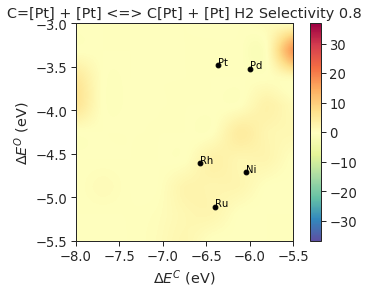 C=[Pt] + [Pt] <=> C[Pt] + [Pt] H2 Selectivity 0.8
−3.0
−3.5
−4.0
−4.5
−5.0
−5.5
ΔE^O (eV)
Pt
Pd
Rh
Ni
Ru
−8.0
−7.5
−7.0
−6.5
−6.0
−5.5
ΔE^C (eV)
30
20
10
0
−10
−20
−30